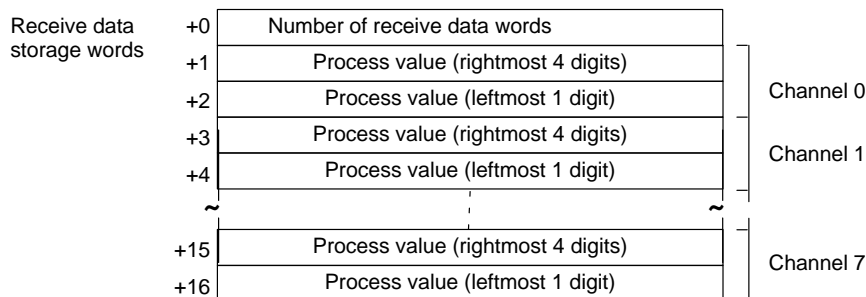 Receive data
storage words
+0 Number of receive data words
+1 Process value (rightmost 4 digits)
+2 Process value (leftmost 1 digit)
Channel 0
+3 Process value (rightmost 4 digits)
+4 Process value (leftmost 1 digit)
Channel 1
~ ~
+15 Process value (rightmost 4 digits)
+16 Process value (leftmost 1 digit)
Channel 7